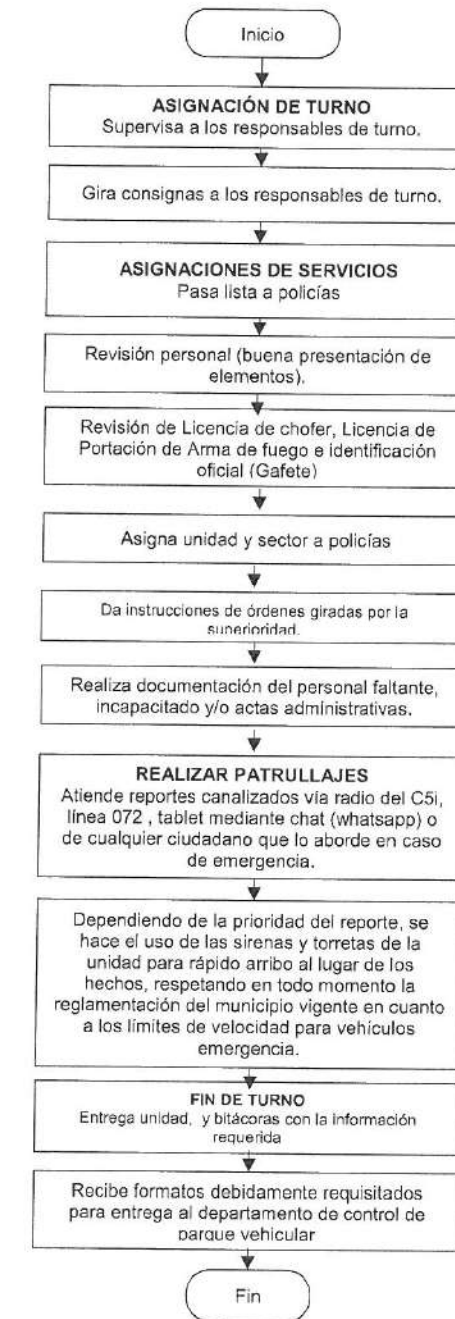 Inicio
ASIGNACIÓN DE TURNO
Supervisa a los responsables de turno.
Gira consignas a los responsables de turno.
ASIGNACIONES DE SERVICIOS
Pasa lista a policías
Revisión personal (buena presentación de
elementos).
Revisión de Licencia de chofer, Licencia de
Portación de Arma de fuego e identificación
oficial (Gafete)
Asigna unidad y sector a policías
Da instrucciones de órdenes giradas por la
superioridad.
Realiza documentación del personal faltante,
incapacitado y/o actas administrativas.
REALIZAR PATRULLAJES
Atiende reportes canalizados vía radio del C5i,
línea 072 , tablet mediante chat (whatsapp) o
de cualquier ciudadano que lo aborde en caso
de emergencia.
Dependiendo de la prioridad del reporte, se
hace el uso de las sirenas y torretas de la
unidad para rápido arribo al lugar de los
hechos, respetando en todo momento la
reglamentación del municipio vigente en cuanto
a los límites de velocidad para vehículos
emergencia.
FIN DE TURNO
Entrega unidad, y bitácoras con la información
requerida
Recibe formatos debidamente requisitados
para entrega al departamento de control de
parque vehicular
Fin